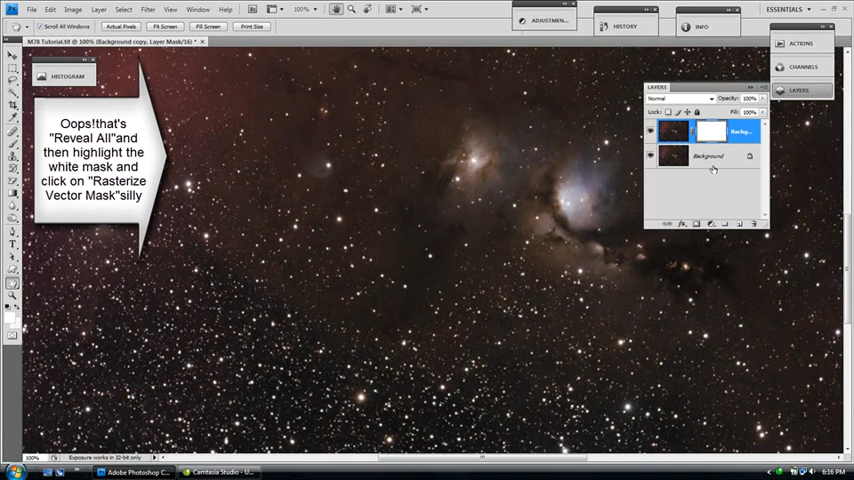 Ps
File Edit Image Layer Select Filter View Window Help
100%
ESSENTIALS
Scroll All Windows
Actual Pixels
Fit Screen
Fill Screen
Print Size
ADJUSTMEN...
HISTORY
INFO
M78 Tutorial.tif @ 100% (Background copy, Layer Mask/16) *
ACTIONS
CHANNELS
LAYERS
HISTOGRAM
LAYERS
Normal
Opacity: 100%
Lock:
Fill: 100%
Backg...
Background
Oops!that's
"Reveal All"and
then highlight the
white mask and
click on "Rasterize
Vector Mask"silly
100%
Exposure works in 32-bit only
Adobe Photoshop C...
Camtasia Studio - U...
6:16 PM